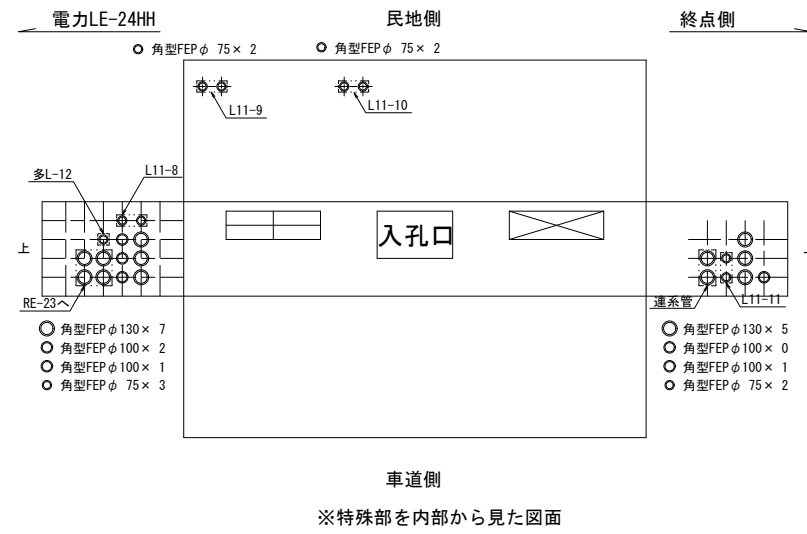 電力LE-24HH
民地側
終点側
角型FEPφ 75× 2
角型FEPφ 75× 2
L11-9
L11-10
多L-12
L11-8
入孔口
上
RE-23へ
連系管
L11-11
角型FEPφ130× 7
角型FEPφ100× 2
角型FEPφ100× 1
角型FEPφ 75× 3
角型FEPφ130× 5
角型FEPφ100× 0
角型FEPφ100× 1
角型FEPφ 75× 2
車道側
※特殊部を内部から見た図面